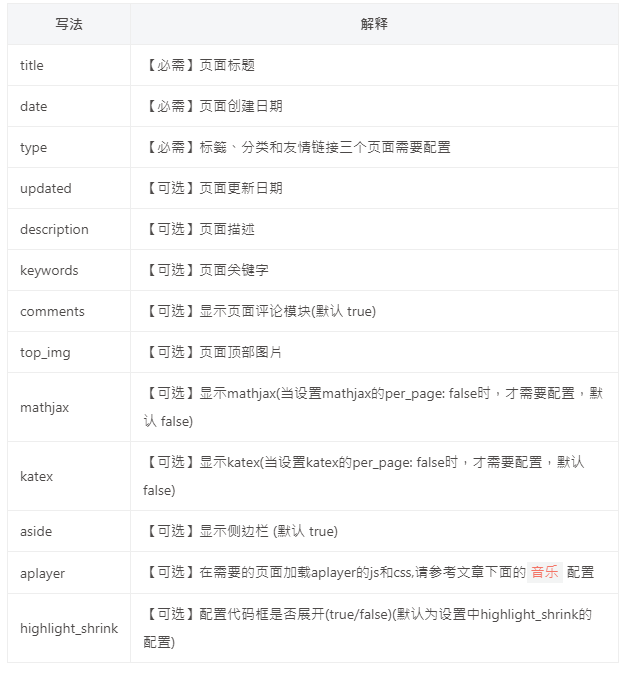 写法 解释
title 【必需】页面标题
date 【必需】页面创建日期
type 【必需】标籤、分类和友情链接三个页面需要配置
updated 【可选】页面更新日期
description 【可选】页面描述
keywords 【可选】页面关键字
comments 【可选】显示页面评论模块(默认 true)
top_img 【可选】页面顶部图片
mathjax 【可选】显示mathjax(当设置mathjax的per_page: false时，才需要配置，默
认 false)
katex 【可选】显示katex(当设置katex的per_page: false时，才需要配置，默认
false)
aside 【可选】显示侧边栏 (默认 true)
aplayer 【可选】在需要的页面加载aplayer的js和css,请参考文章下面的 音乐 配置
highlight_shrink 【可选】配置代码框是否展开(true/false)(默认为设置中highlight_shrink的
配置)